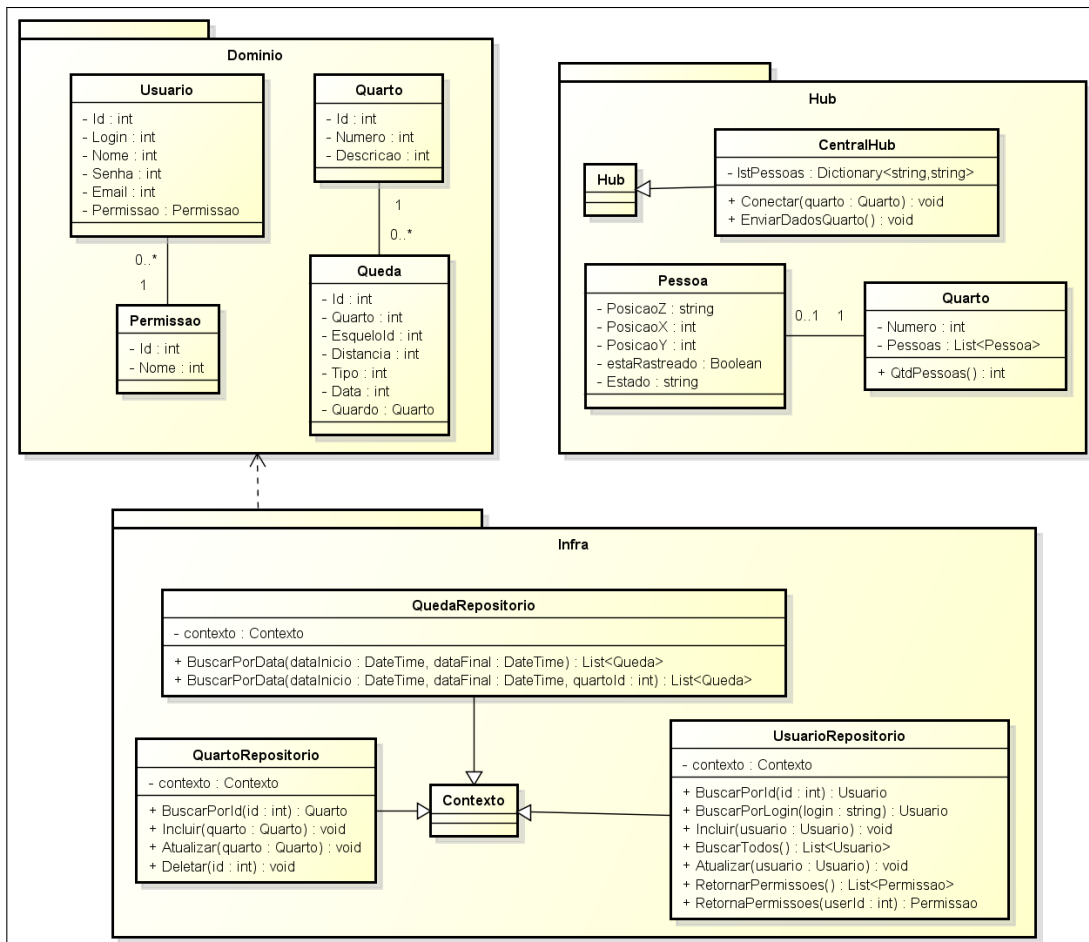 Dominio
Usuario
- Id : int
- Login : int
- Nome : int
- Senha : int
- Email : int
- Permissao : Permissao
0..*
1
Permissao
- Id : int
- Nome : int
Quarto
- Id : int
- Numero : int
- Descricao : int
1
0..*
Queda
- Id : int
- Quarto : int
- EsqueloId : int
- Distancia : int
- Tipo : int
- Data : int
- Quardo : Quarto
Hub
Hub
CentralHub
- lstPessoas : Dictionary<string,string>
+ Conectar(quarto : Quarto) : void
+ EnviarDadosQuarto() : void
Pessoa
- PosicaoZ : string
- PosicaoX : int
- PosicaoY : int
- estaRastreado : Boolean
- Estado : string
0..1 1
Quarto
- Numero : int
- Pessoas : List<Pessoa>
+ QtdPessoas() : int
Infra
QuedaRepositorio
- contexto : Contexto
+ BuscarPorData(dataInicio : DateTime, dataFinal : DateTime) : List<Queda>
+ BuscarPorData(dataInicio : DateTime, dataFinal : DateTime, quartoId : int) : List<Queda>
QuartoRepositorio
- contexto : Contexto
+ BuscarPorId(id : int) : Quarto
+ Incluir(quarto : Quarto) : void
+ Atualizar(quarto : Quarto) : void
+ Deletar(id : int) : void
Contexto
UsuarioRepositorio
- contexto : Contexto
+ BuscarPorId(id : int) : Usuario
+ BuscarPorLogin(login : string) : Usuario
+ Incluir(usuario : Usuario) : void
+ BuscarTodos() : List<Usuario>
+ Atualizar(usuario : Usuario) : void
+ RetornarPermissoes() : List<Permissao>
+ RetornaPermissoes(userId : int) : Permissao